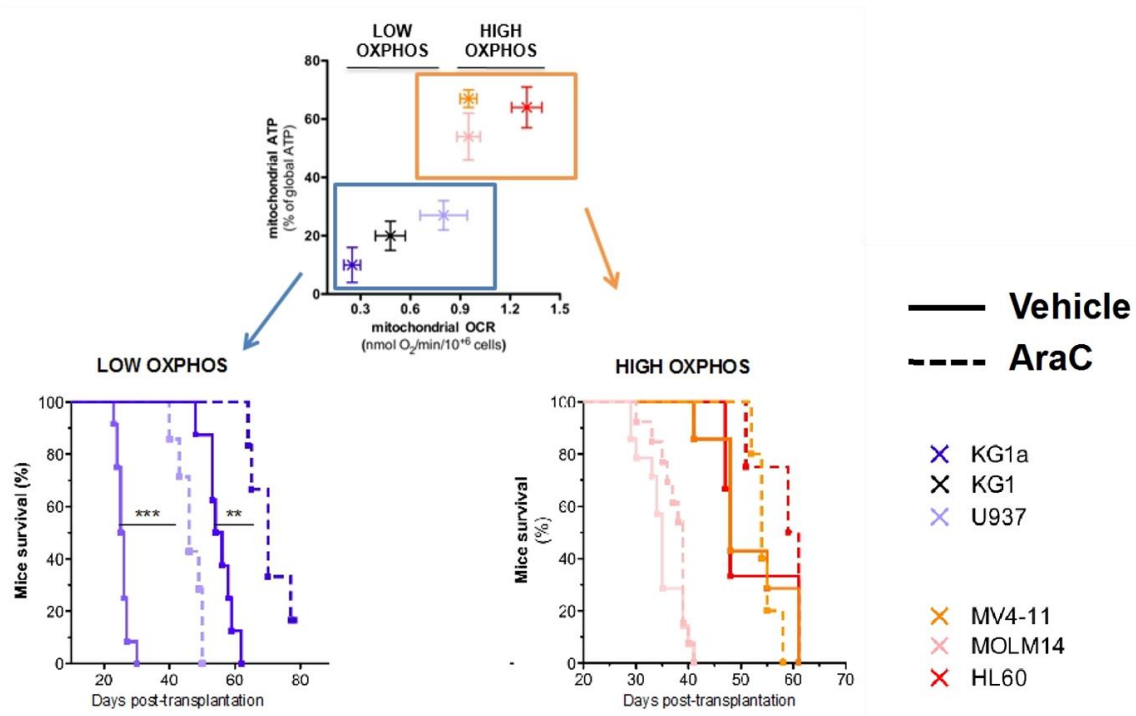 LOW
OXPHOS
HIGH
OXPHOS
80
60
40
20
0
mitochondrial ATP
(% of global ATP)
0.3 0.6 0.9 1.2 1.5
mitochondrial OCR
(nmol O₂/min/10⁺⁶ cells)
Vehicle
AraC
LOW OXPHOS
100
80
60
40
20
0
Mice survival (%)
*** **
20 40 60 80
Days post-transplantation
HIGH OXPHOS
100
80
60
40
20
0
Mice survival
(%)
20 30 40 50 60 70
Days post-transplantation
KG1a
KG1
U937
MV4-11
MOLM14
HL60